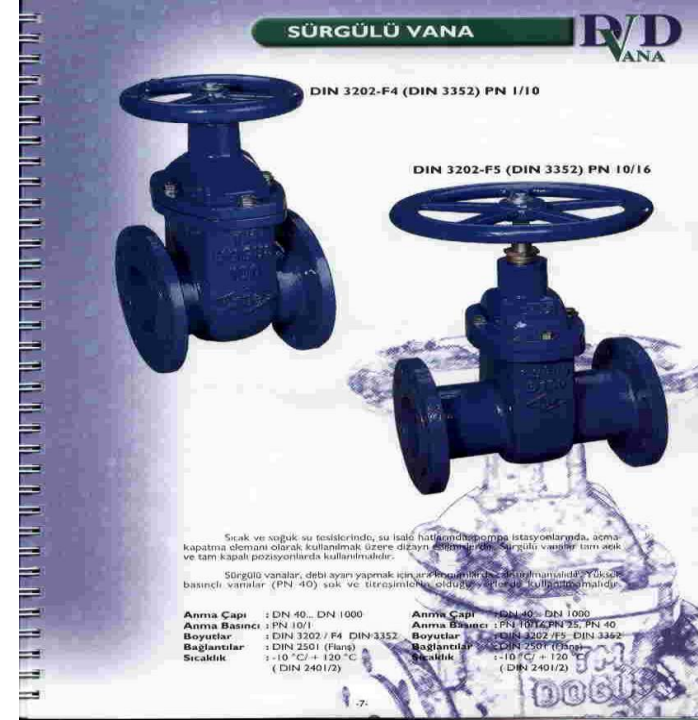 SÜRGÜLÜ VANA
DVD
VANA
DIN 3202-F4 (DIN 3352) PN 1/10
DIN 3202-F5 (DIN 3352) PN 10/16
Sıcak ve soğuk su tesislerinde, su isale hatlarında, pompa istasyonlarında, açma-
kapatma elemanı olarak kullanılmak üzere dizayn edilmişlerdir. Sürgülü vanalar tam açık
ve tam kapalı pozisyonlarda kullanılmalıdır.
Sürgülü vanalar, debi ayarı yapmak için ara konumlarda çalıştırılmamalıdır. Yüksek
basınçlı vanalar (PN 40) şok ve titreşimlerin olduğu yerlerde kullanılmamalıdır.
Anma Çapı : DN 40... DN 1000
Anma Basıncı : PN 10/1
Boyutlar : DIN 3202 / F4 DIN 3352
Bağlantılar : DIN 2501 (Flanş)
Sıcaklık : -10 °C/ + 120 °C
( DIN 2401/2)
Anma Çapı : DN 40... DN 1000
Anma Basıncı : PN 10/16 PN 25, PN 40
Boyutlar : DIN 3202 /F5 DIN 3352
Bağlantılar : DIN 2501 (Flanş)
Sıcaklık : -10 °C/ + 120 °C
( DIN 2401/2)
-7-